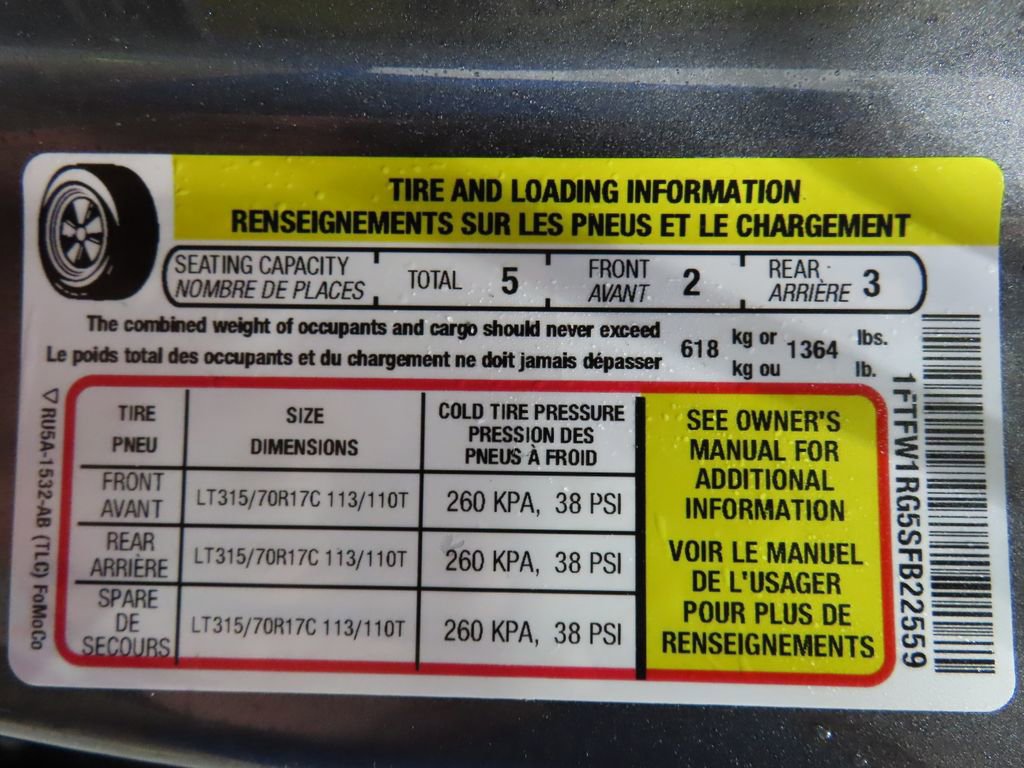 TIRE AND LOADING INFORMATION
RENSEIGNEMENTS SUR LES PNEUS ET LE CHARGEMENT
SEATING CAPACITY
NOMBRE DE PLACES
TOTAL 5
FRONT
AVANT 2
REAR
ARRIÈRE 3
The combined weight of occupants and cargo should never exceed
Le poids total des occupants et du chargement ne doit jamais dépasser
618 kg or 1364 lbs.
kg ou lb.
TIRE
PNEU
SIZE
DIMENSIONS
COLD TIRE PRESSURE
PRESSION DES
PNEUS À FROID
FRONT
AVANT
LT315/70R17C 113/110T
260 KPA, 38 PSI
REAR
ARRIÈRE
LT315/70R17C 113/110T
260 KPA, 38 PSI
SPARE
DE
SECOURS
LT315/70R17C 113/110T
260 KPA, 38 PSI
SEE OWNER'S
MANUAL FOR
ADDITIONAL
INFORMATION
VOIR LE MANUEL
DE L'USAGER
POUR PLUS DE
RENSEIGNEMENTS
1FTFW1RG5SFB22559
RU5A-1532-AB (TLC) FoMoCo